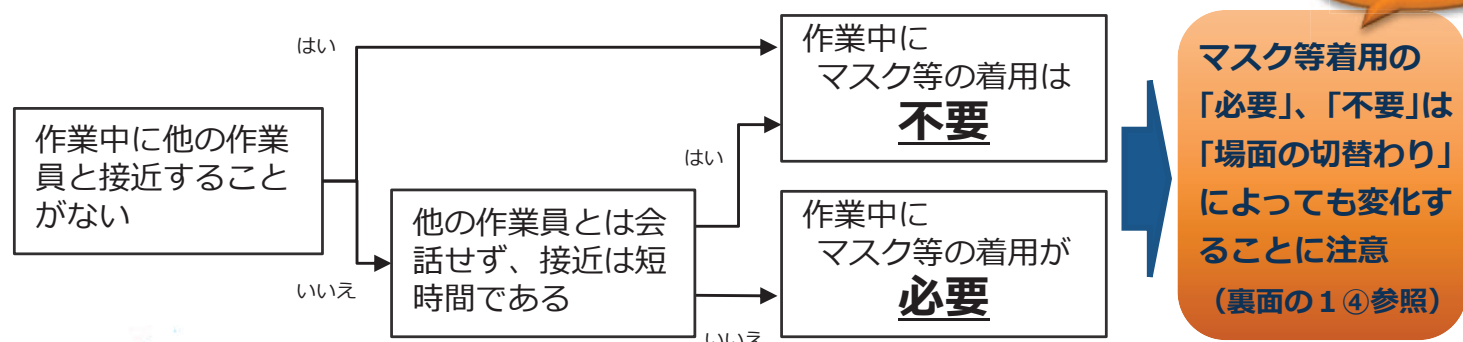 作業中に他の作業
員と接近すること
がない
はい
いいえ
他の作業員とは会
話せず、接近は短
時間である
はい
いいえ
作業中に
マスク等の着用は
不要
作業中に
マスク等の着用が
必要
マスク等着用の
「必要」、「不要」は
「場面の切替わり」
によっても変化す
ることに注意
（裏面の１④参照）